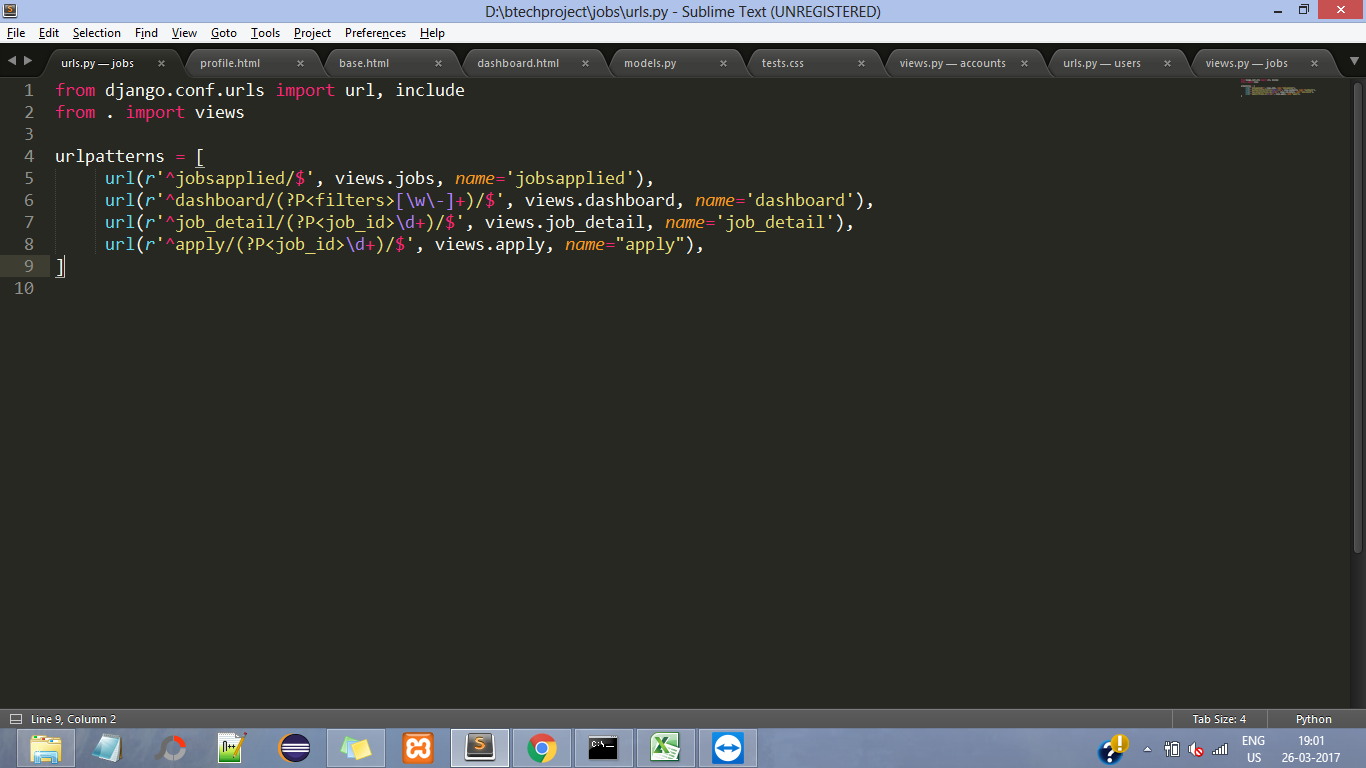 D:\btechproject\jobs\urls.py - Sublime Text (UNREGISTERED)
File Edit Selection Find View Goto Tools Project Preferences Help
urls.py — jobs × profile.html × base.html × dashboard.html × models.py × tests.css × views.py — accounts × urls.py — users × views.py — jobs ×
1 from django.conf.urls import url, include
2 from . import views
3
4 urlpatterns = [
5 url(r'^jobsapplied/$', views.jobs, name='jobsapplied'),
6 url(r'^dashboard/(?P<filters>[\w\-]+)/$', views.dashboard, name='dashboard'),
7 url(r'^job_detail/(?P<job_id>\d+)/$', views.job_detail, name='job_detail'),
8 url(r'^apply/(?P<job_id>\d+)/$', views.apply, name="apply"),
9 ]
10
Line 9, Column 2 Tab Size: 4 Python
ENG 19:01
US 26-03-2017